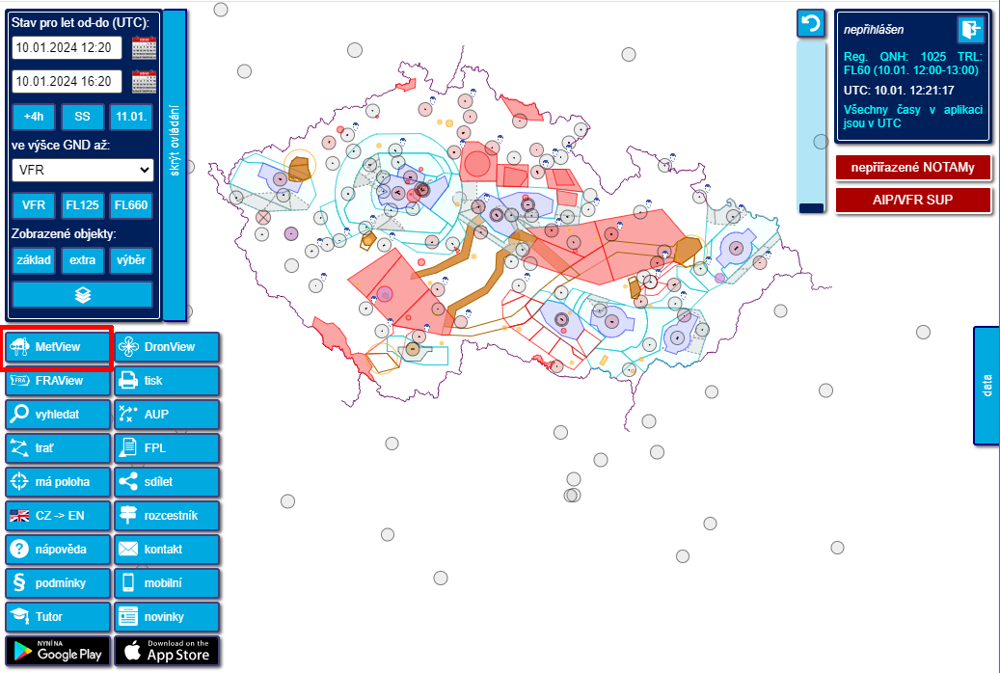 Stav pro let od-do (UTC):
10.01.2024 12:20
10.01.2024 16:20
+4h
SS
11.01.
ve výšce GND až:
VFR
VFR
FL125
FL660
Zobrazené objekty:
základ
extra
výběr
skrýt ovládání
MetView
DronView
FRA
FRAView
tisk
vyhledat
AUP
trať
FPL
má poloha
sdílet
CZ -> EN
rozcestník
nápověda
kontakt
podmínky
mobilní
Tutor
novinky
NYNÍ NA
Google Play
Download on the
App Store
nepřihlášen
Reg. QNH: 1025 TRL:
FL60 (10.01. 12:00-13:00)
UTC: 10.01. 12:21:17
Všechny časy v aplikaci
jsou v UTC
nepřiřazené NOTAMy
AIP/VFR SUP
data